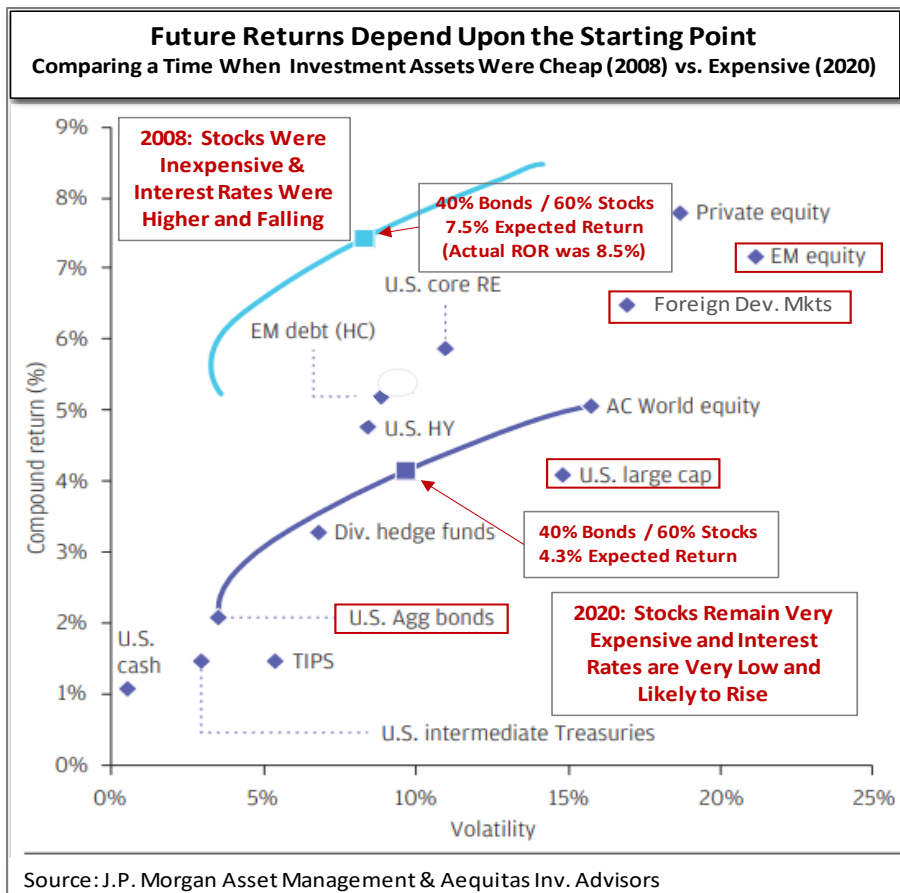 Future Returns Depend Upon the Starting Point
Comparing a Time When Investment Assets Were Cheap (2008) vs. Expensive (2020)
9%
8%
7%
6%
5%
4%
3%
2%
1%
0%
Compound return (%)
2008: Stocks Were
Inexpensive &
Interest Rates Were
Higher and Falling
40% Bonds / 60% Stocks
7.5% Expected Return
(Actual ROR was 8.5%)
Private equity
EM equity
U.S. core RE
Foreign Dev. Mkts
EM debt (HC)
AC World equity
U.S. HY
U.S. large cap
Div. hedge funds
40% Bonds / 60% Stocks
4.3% Expected Return
U.S. Agg bonds
2020: Stocks Remain Very
Expensive and Interest
Rates are Very Low and
Likely to Rise
U.S.
cash
TIPS
U.S. intermediate Treasuries
0%
5%
10%
15%
20%
25%
Volatility
Source: J.P. Morgan Asset Management & Aequitas Inv. Advisors